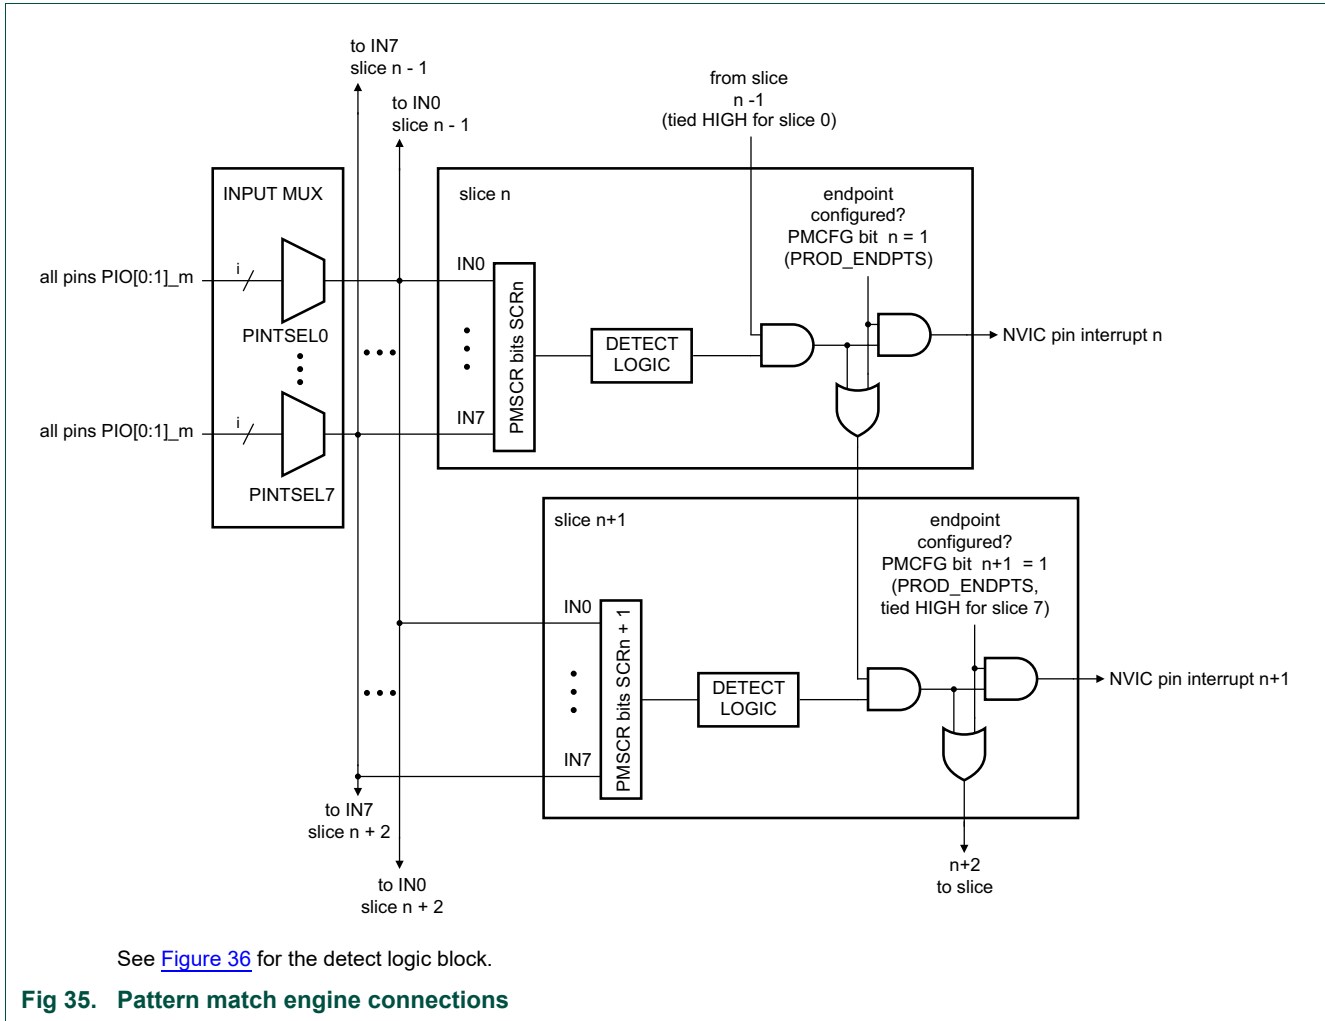 to IN7
slice n - 1
to IN0
slice n - 1
from slice
n -1
(tied HIGH for slice 0)
INPUT MUX
all pins PIO[0:1]_m
i
PINTSEL0
all pins PIO[0:1]_m
i
PINTSEL7
slice n
IN0
IN7
PMSCR bits SCRn
DETECT
LOGIC
endpoint
configured?
PMCFG bit n = 1
(PROD_ENDPTS)
NVIC pin interrupt n
slice n+1
IN0
IN7
PMSCR bits SCRn + 1
DETECT
LOGIC
endpoint
configured?
PMCFG bit n+1 = 1
(PROD_ENDPTS,
tied HIGH for slice 7)
NVIC pin interrupt n+1
to IN7
slice n + 2
to IN0
slice n + 2
n+2
to slice
See Figure 36 for the detect logic block.
Fig 35. Pattern match engine connections